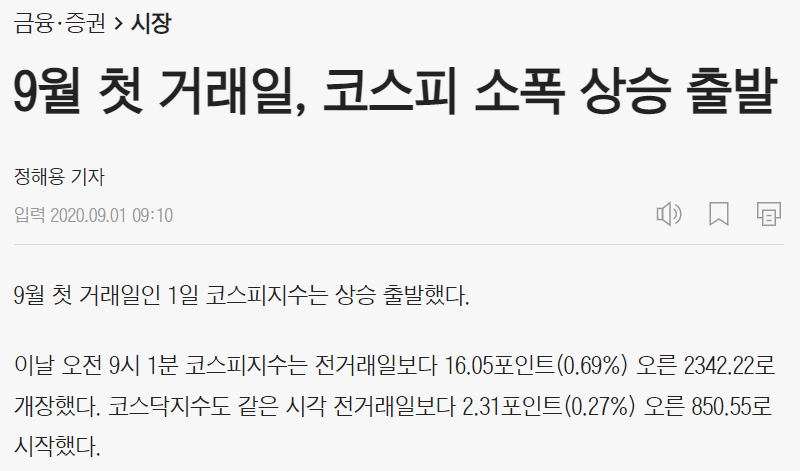 금융·증권 > 시장
9월 첫 거래일, 코스피 소폭 상승 출발
정해용 기자
입력 2020.09.01 09:10
9월 첫 거래일인 1일 코스피지수는 상승 출발했다.
이날 오전 9시 1분 코스피지수는 전거래일보다 16.05포인트(0.69%) 오른 2342.22로
개장했다. 코스닥지수도 같은 시각 전거래일보다 2.31포인트(0.27%) 오른 850.55로
시작했다.